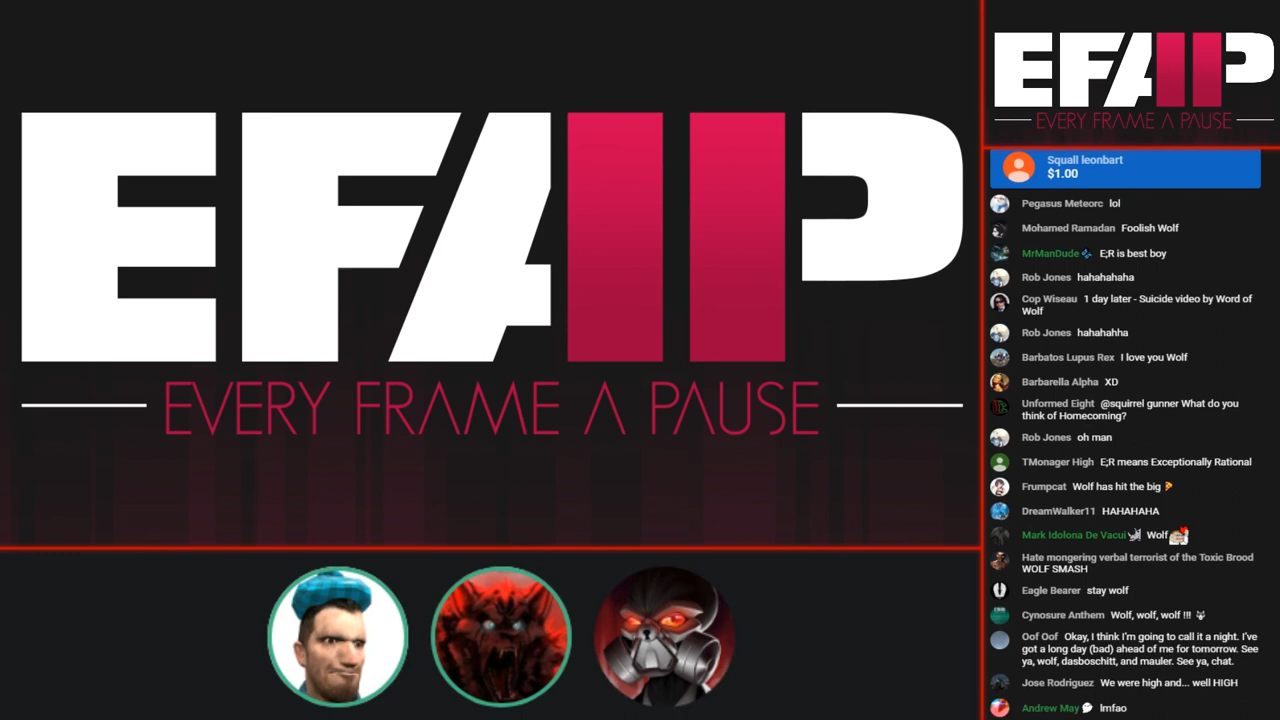 EFAP
EVERY FRAME A PAUSE
EFAP
EVERY FRAME A PAUSE
Squall leonbart
$1.00
Pegasus Meteorc lol
Mohamed Ramadan Foolish Wolf
MrManDude E;R is best boy
Rob Jones hahahahaha
Cop Wiseau 1 day later - Suicide video by Word of
Wolf
Rob Jones hahahahha
Barbatos Lupus Rex I love you Wolf
Barbarella Alpha XD
Unformed Eight @squirrel gunner What do you
think of Homecoming?
Rob Jones oh man
TMonager High E;R means Exceptionally Rational
Frumpcat Wolf has hit the big 🍕
DreamWalker11 HAHAHAHA
Mark Idolona De Vacui Wolf
Hate mongering verbal terrorist of the Toxic Brood
WOLF SMASH
Eagle Bearer stay wolf
Cynosure Anthem Wolf, wolf, wolf !!! 🐺
Oof Oof Okay, I think I'm going to call it a night. I've
got a long day (bad) ahead of me for tomorrow. See
ya, wolf, dasboschitt, and mauler. See ya, chat.
Jose Rodriguez We were high and... well HIGH
Andrew May lmfao